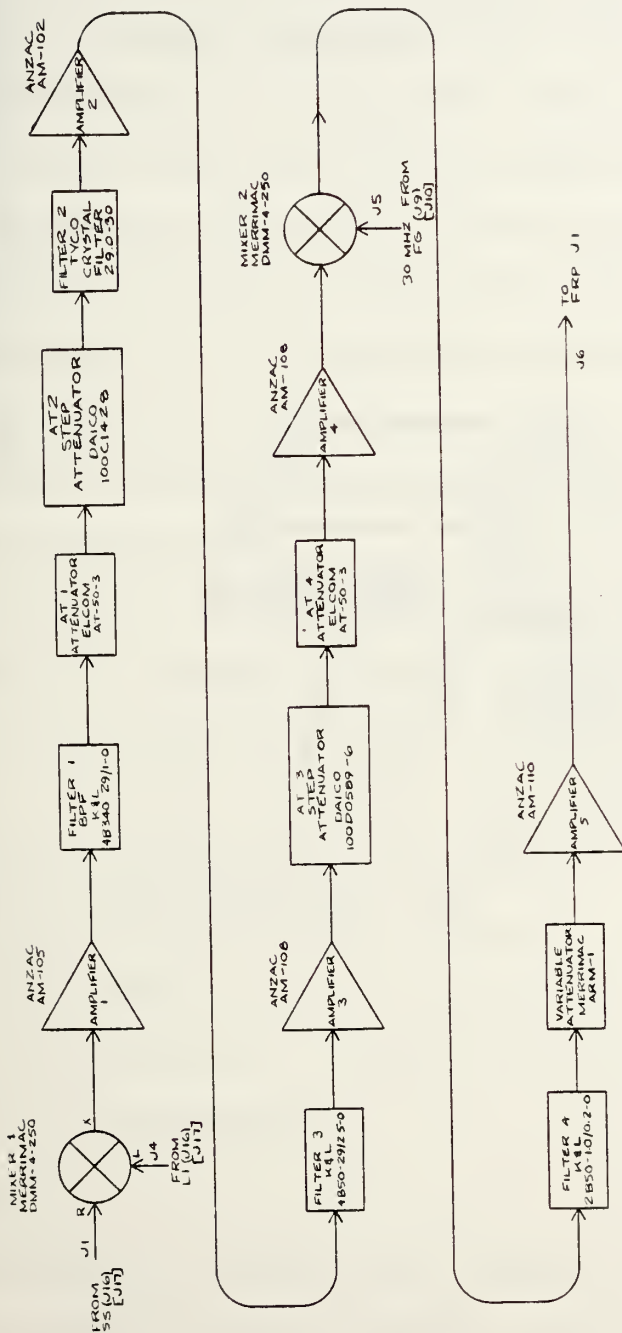 FROM
SS (J16)
[J17]
J1
R
MIXER 1
MERRIMAC
DMM-4-250
X
L
J4
FROM
L1 (J16)
[J17]
ANZAC
AM-105
AMPLIFIER
1
FILTER 1
BPF
K&L
4B340 29/1-0
AT 1
ATTENUATOR
ELCOM
AT-50-3
AT2
STEP
ATTENUATOR
DAICO
100C1428
FILTER 2
TYCO
CRYSTAL
FILTER
29.0-30
ANZAC
AM-102
AMPLIFIER
2
FILTER 3
K&L
4B50-29/25-0
ANZAC
AM-108
AMPLIFIER
3
AT 3
STEP
ATTENUATOR
DAICO
100D0589-6
AT 4
ATTENUATOR
ELCOM
AT-50-3
ANZAC
AM-108
AMPLIFIER
4
MIXER 2
MERRIMAC
DMM-4-250
J5
30 MHZ FROM
FG (J9)
[J10]
FILTER 4
K&L
2B50-1.0/0.2-0
VARIABLE
ATTENUATOR
MERRIMAC
ARM-1
ANZAC
AM-110
AMPLIFIER
5
J6
TO
FRP J1